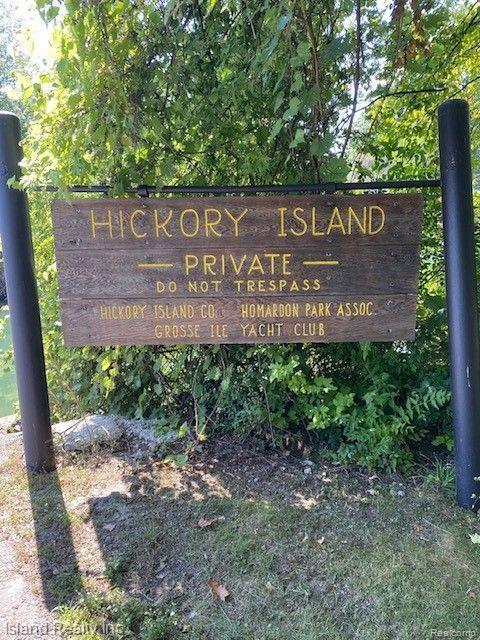 HICKORY ISLAND
— PRIVATE —
DO NOT TRESPASS
HICKORY ISLAND CO. HOMARDON PARK ASSOC.
GROSSE ILE YACHT CLUB
Island Realty Inc.
Realcomp